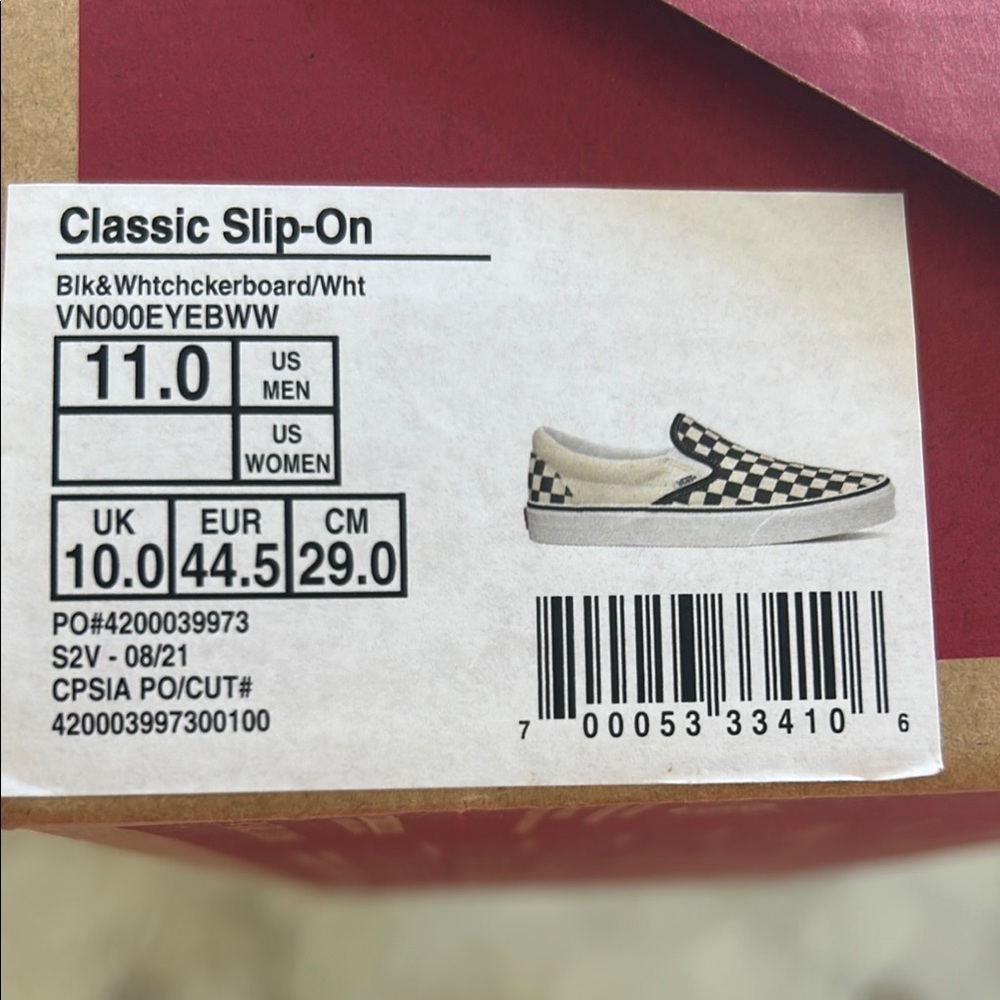 Classic Slip-On
Blk&Whtchckerboard/Wht
VN000EYEBWW
11.0 US MEN
US WOMEN
UK EUR CM
10.0 44.5 29.0
PO#4200039973
S2V - 08/21
CPSIA PO/CUT#
420003997300100
7 00053 33410 6